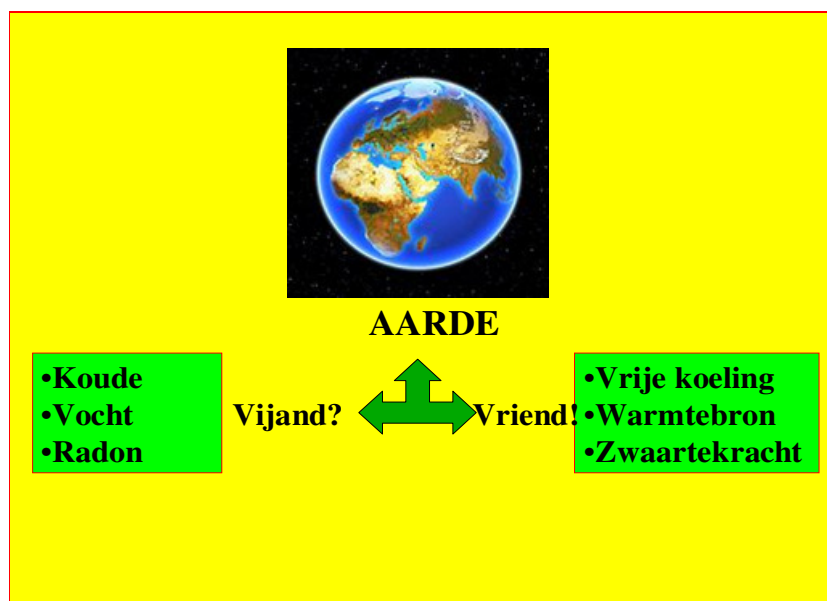 AARDE
•Koude
•Vocht
•Radon
Vijand?
Vriend!
•Vrije koeling
•Warmtebron
•Zwaartekracht